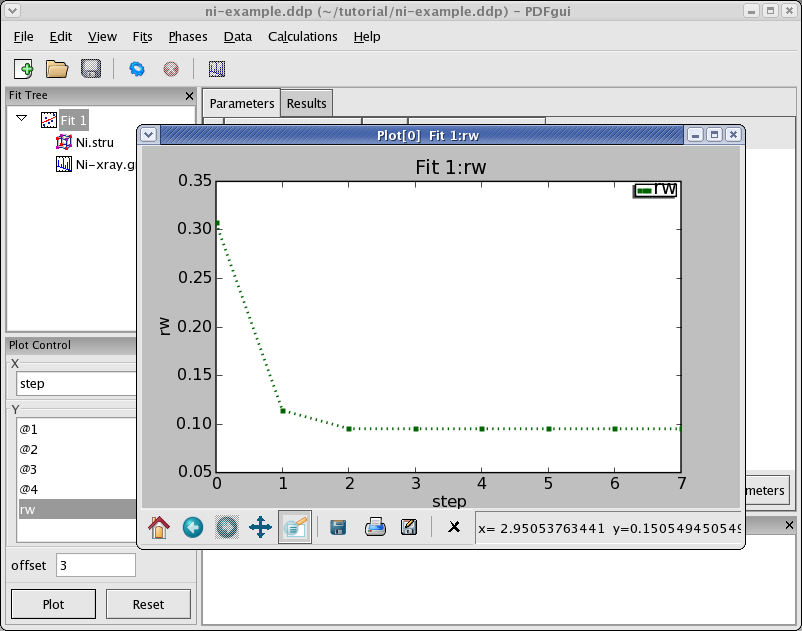 ni-example.ddp (~/tutorial/ni-example.ddp) - PDFgui
File Edit View Fits Phases Data Calculations Help
Fit Tree
Parameters Results
Fit 1
Ni.stru
Ni-xray.gr
Plot[0] Fit 1:rw
Fit 1:rw
rw
0.35
0.30
0.25
0.20
0.15
0.10
0.05
rw
0 1 2 3 4 5 6 7
step
x= 2.95053763441 y=0.150549450549
Plot Control
X
step
Y
@1
@2
@3
@4
rw
offset 3
Plot Reset
meters